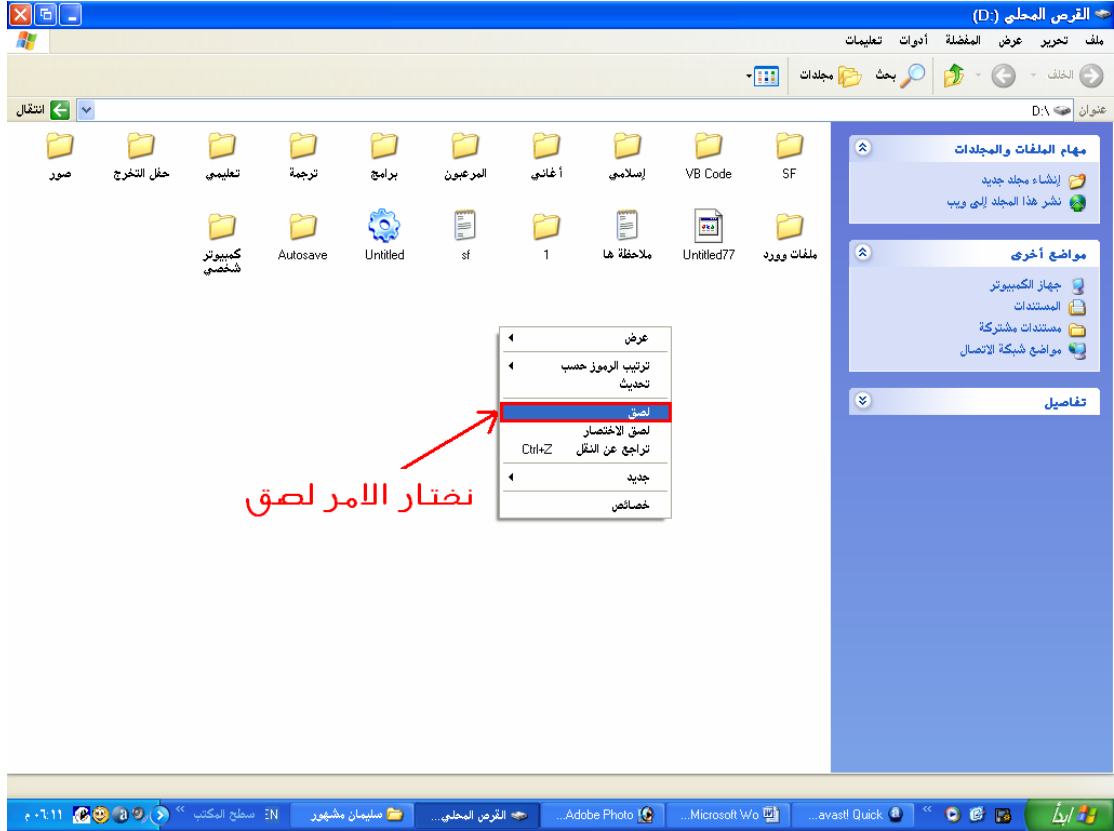 القرص المحلي (D:)
ملف تحرير عرض المفضلة أدوات تعليمات
الخلف بحث مجلدات
عنوان D:\ انتقال
مهام الملفات والمجلدات
إنشاء مجلد جديد
نشر هذا المجلد إلى ويب
مواضع أخرى
جهاز الكمبيوتر
المستندات
مستندات مشتركة
مواضع شبكة الاتصال
تفاصيل
SF VB Code إسلامي أغاني المرعبون برامج ترجمة تعليمي حفل التخرج صور
ملفات وورد Untitled77 ملاحظة ها 1 sf Untitled Autosave كمبيوتر
شخصي
عرض
ترتيب الرموز حسب
تحديث
لصق
لصق الاختصار
تراجع عن النقل Ctrl+Z
جديد
خصائص
نختار الامر لصق
ابدأ avast! Quick... Microsoft Wo... Adobe Photo... القرص المحلي... سليمان مشهور EN سطح المكتب ٠٦:١١ م